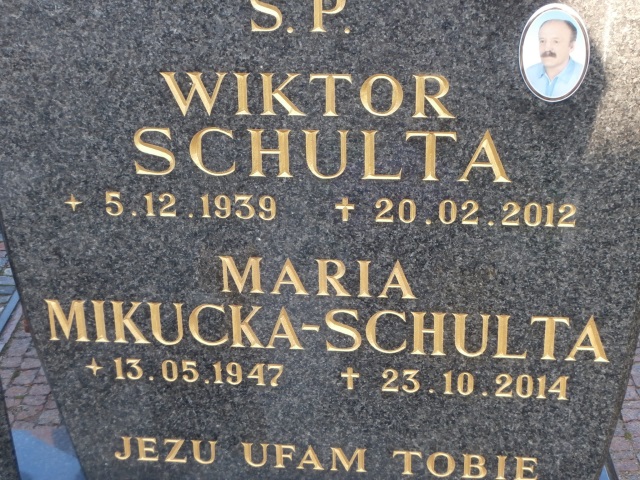 S.P.
WIKTOR
SCHULTA
+ 5.12.1939 ✝ 20.02.2012
MARIA
MIKUCKA-SCHULTA
+ 13.05.1947 ✝ 23.10.2014
JEZU UFAM TOBIE